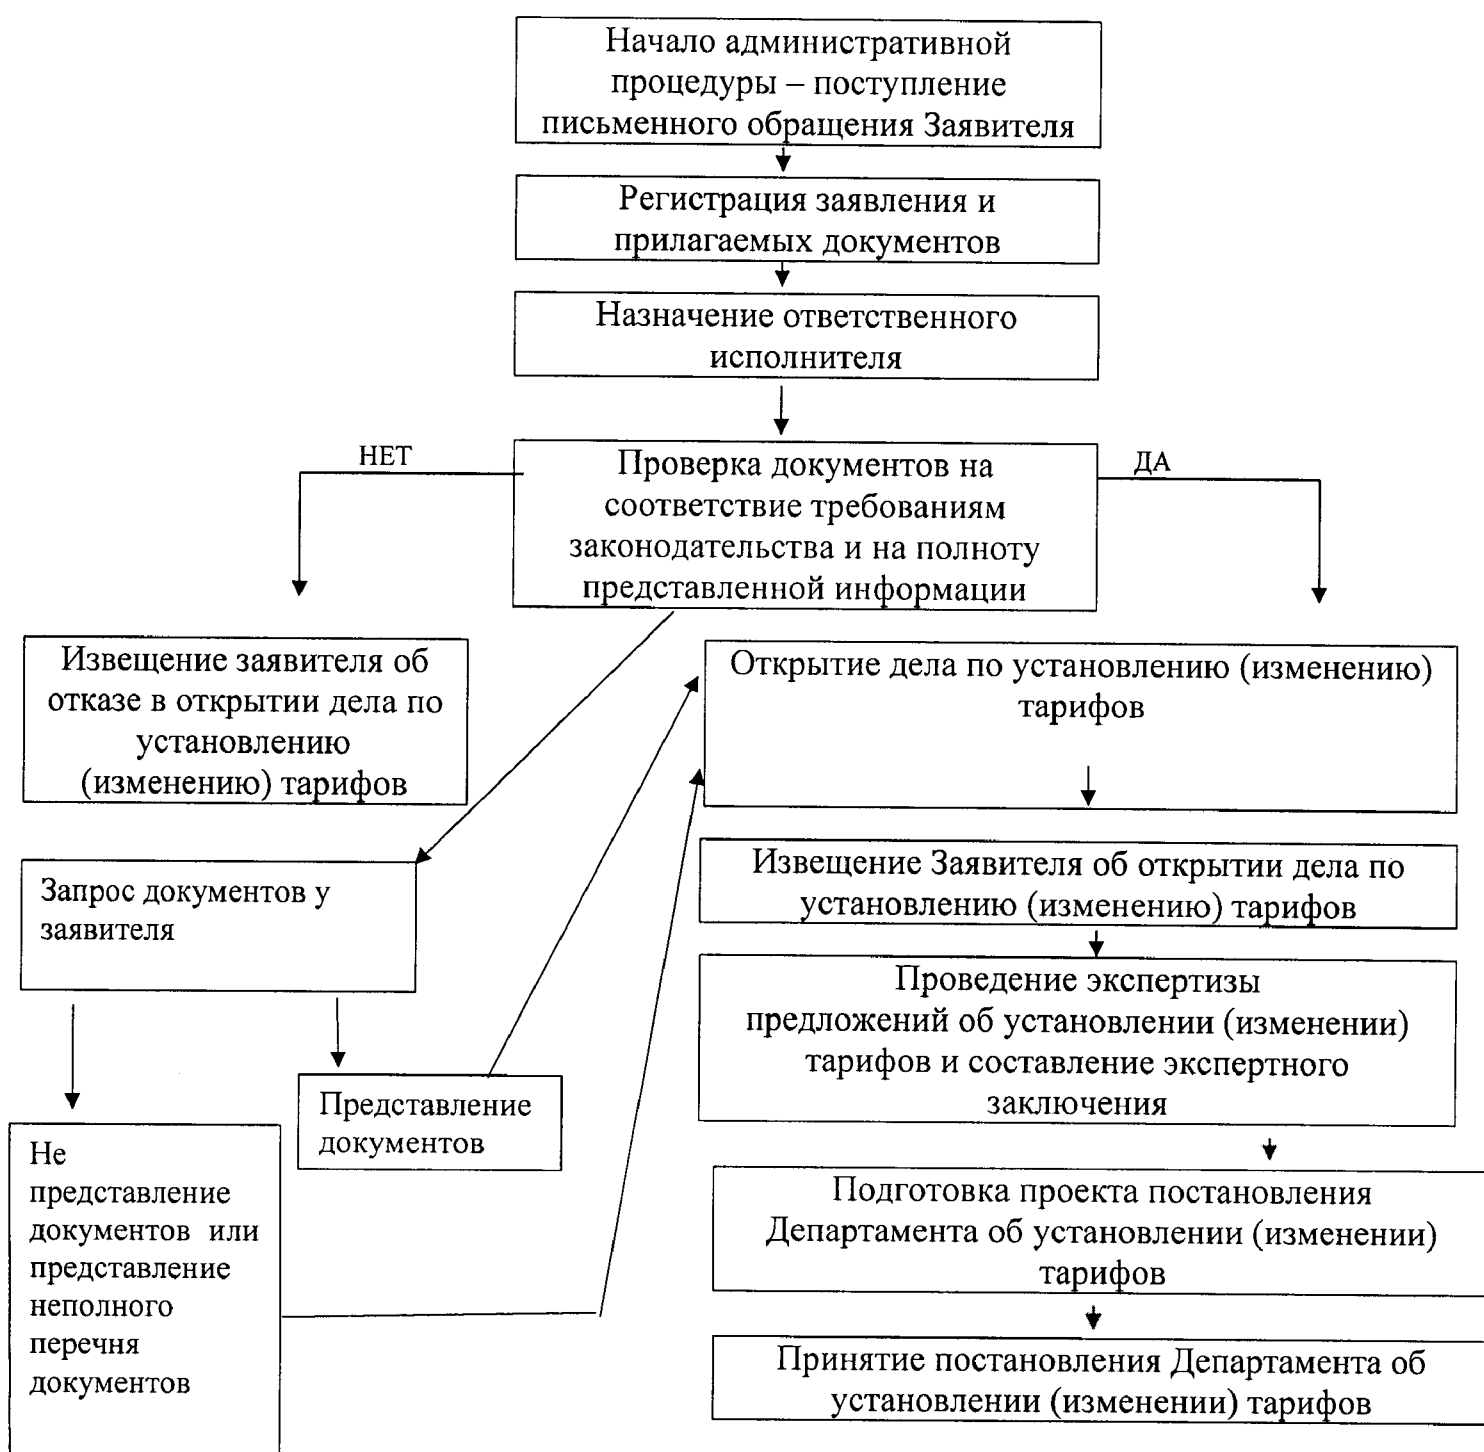 Начало административной
процедуры – поступление
письменного обращения Заявителя
Регистрация заявления и
прилагаемых документов
Назначение ответственного
исполнителя
НЕТ
ДА
Проверка документов на
соответствие требованиям
законодательства и на полноту
представленной информации
Извещение заявителя об
отказе в открытии дела по
установлению
(изменению) тарифов
Открытие дела по установлению (изменению)
тарифов
Запрос документов у
заявителя
Извещение Заявителя об открытии дела по
установлению (изменению) тарифов
Проведение экспертизы
предложений об установлении (изменении)
тарифов и составление экспертного
заключения
Представление
документов
Не
представление
документов или
представление
неполного
перечня
документов
Подготовка проекта постановления
Департамента об установлении (изменении)
тарифов
Принятие постановления Департамента об
установлении (изменении) тарифов